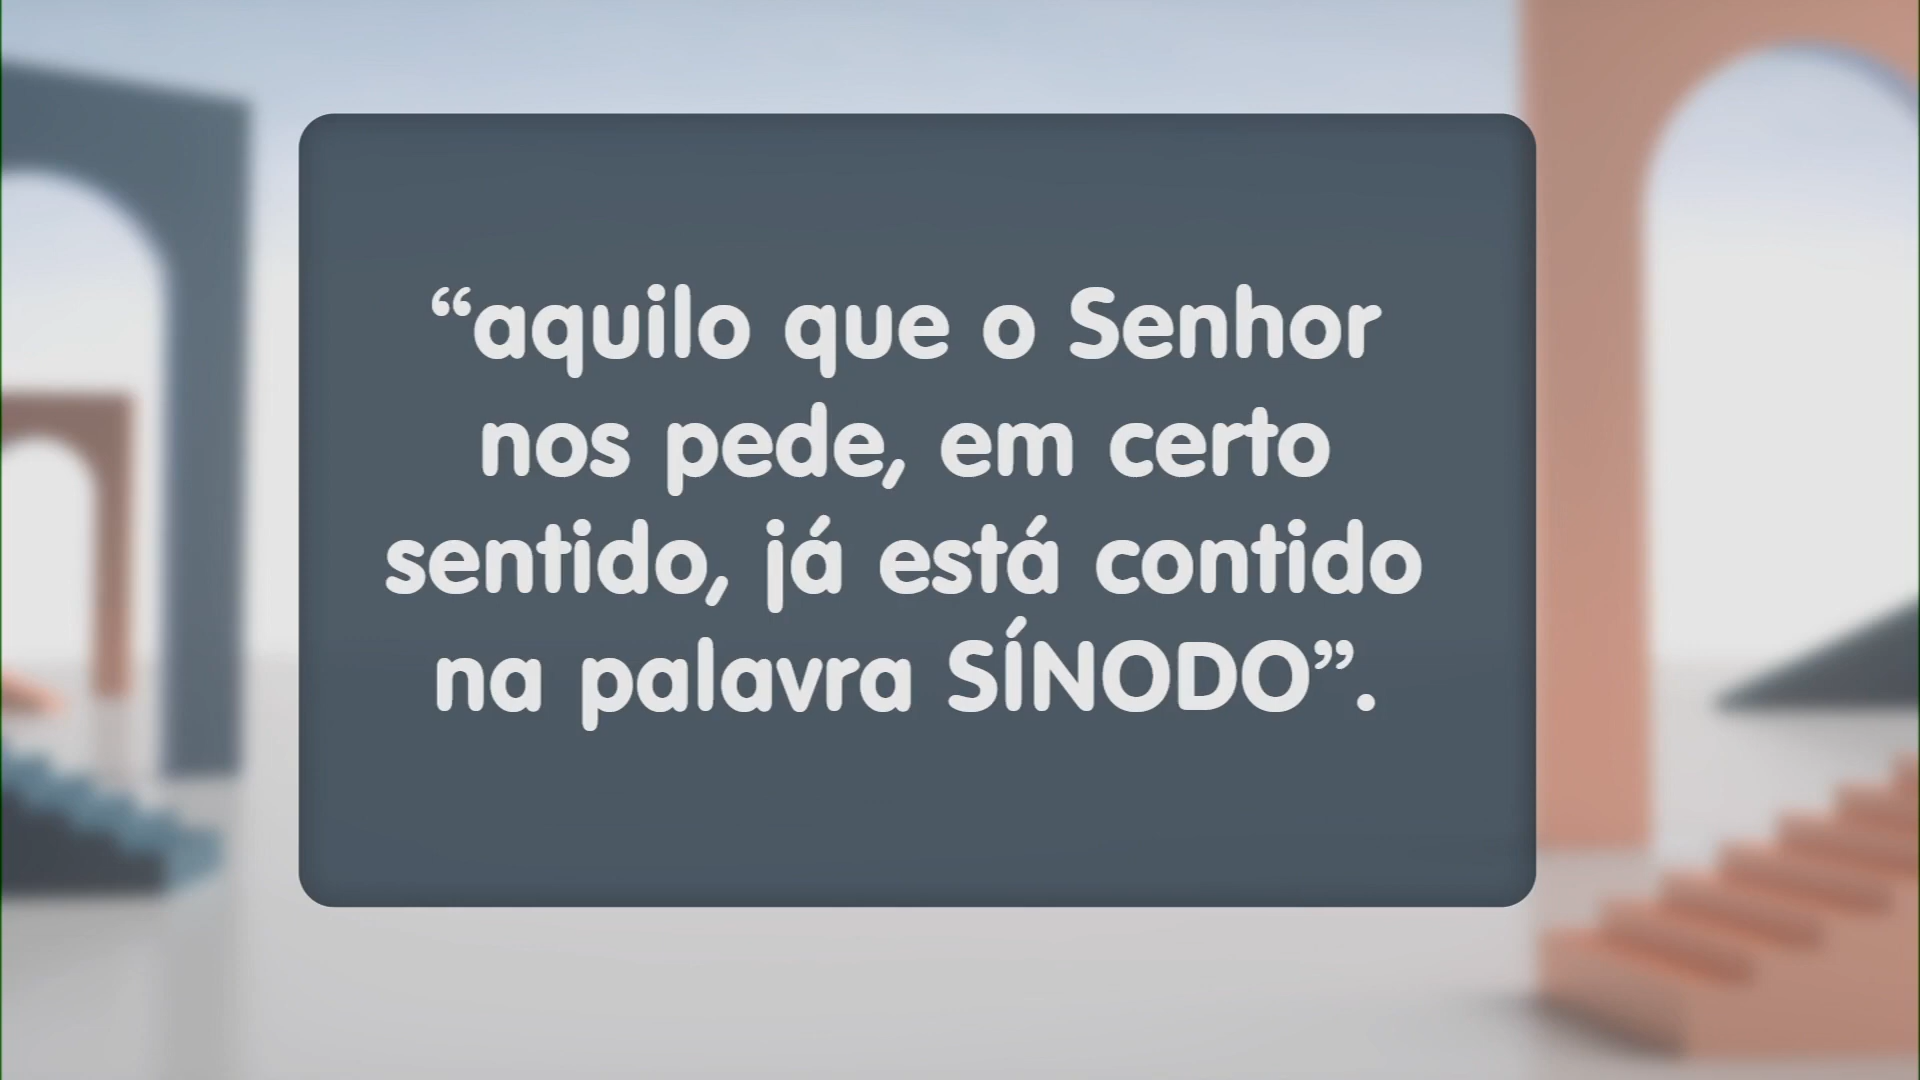 “aquilo que o Senhor
nos pede, em certo
sentido, já está contido
na palavra SÍNODO”.